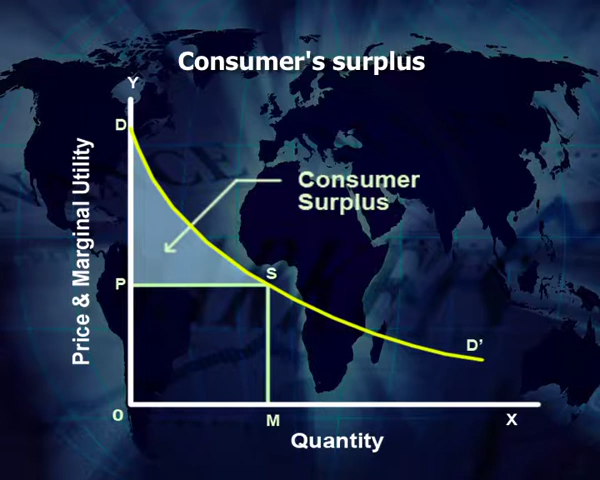 Consumer's surplus
Y
D
Price & Marginal Utility
Consumer
Surplus
P
S
D’
O
M
X
Quantity